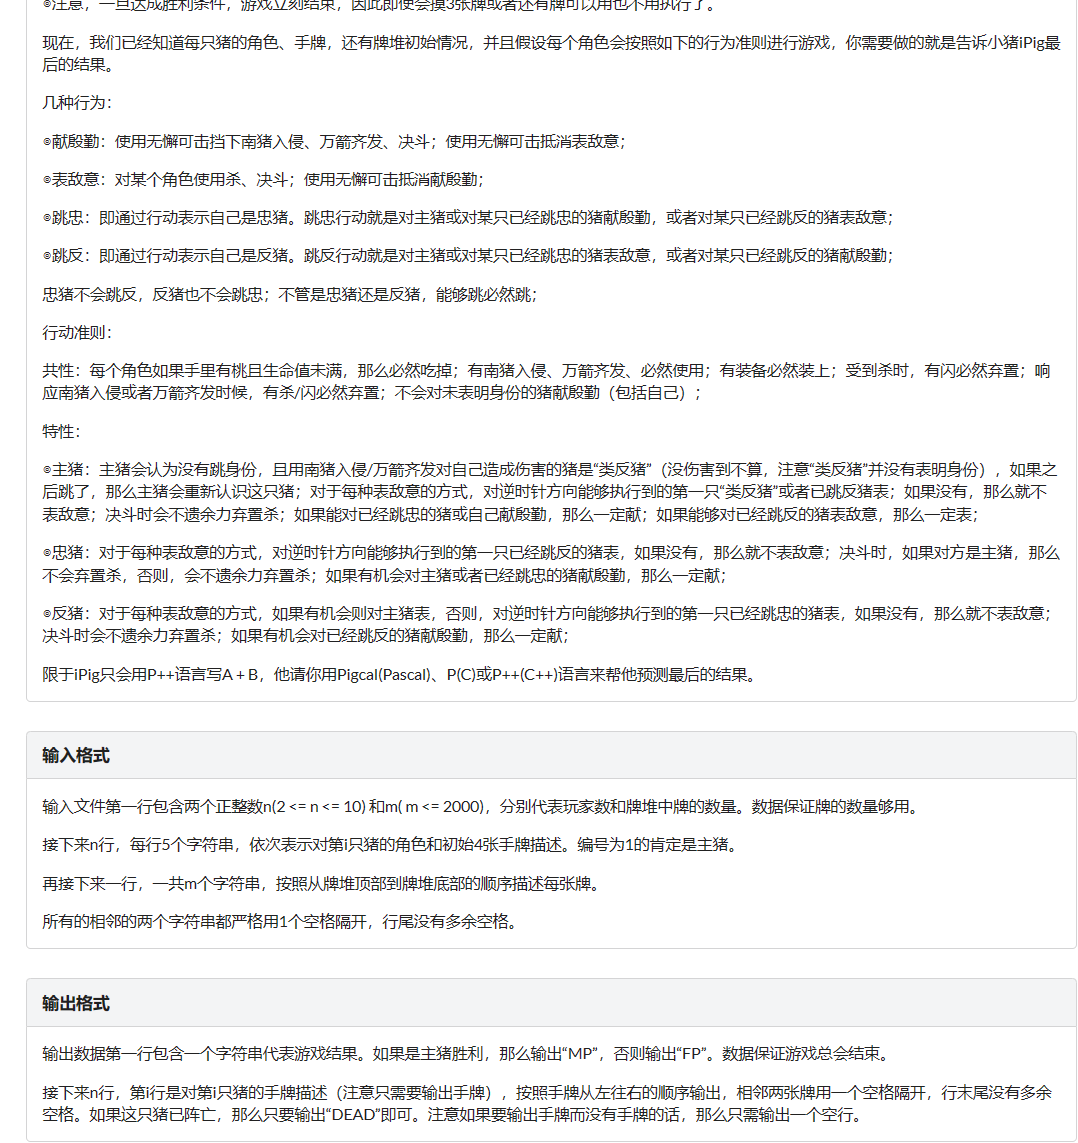 ⊙注意，一旦达成胜利条件，游戏立刻结束，因此即使会摸3张牌或者还有牌可以用也不用执行了。
现在，我们已经知道每只猪的角色、手牌，还有牌堆初始情况，并且假设每个角色会按照如下的行为准则进行游戏，你需要做的就是告诉小猪iPig最
后的结果。
几种行为：
⊙献殷勤：使用无懈可击挡下南猪入侵、万箭齐发、决斗；使用无懈可击抵消表敌意；
⊙表敌意：对某个角色使用杀、决斗；使用无懈可击抵消献殷勤；
⊙跳忠：即通过行动表示自己是忠猪。跳忠行动就是对主猪或对某只已经跳忠的猪献殷勤，或者对某只已经跳反的猪表敌意；
⊙跳反：即通过行动表示自己是反猪。跳反行动就是对主猪或对某只已经跳忠的猪表敌意，或者对某只已经跳反的猪献殷勤；
忠猪不会跳反，反猪也不会跳忠；不管是忠猪还是反猪，能够跳必然跳；
行动准则：
共性：每个角色如果手里有桃且生命值未满，那么必然吃掉；有南猪入侵、万箭齐发、必然使用；有装备必然装上；受到杀时，有闪必然弃置；响
应南猪入侵或者万箭齐发时候，有杀/闪必然弃置；不会对未表明身份的猪献殷勤（包括自己）；
特性：
⊙主猪：主猪会认为没有跳身份，且用南猪入侵/万箭齐发对自己造成伤害的猪是“类反猪”（没伤害到不算，注意“类反猪”并没有表明身份），如果之
后跳了，那么主猪会重新认识这只猪；对于每种表敌意的方式，对逆时针方向能够执行到的第一只“类反猪”或者已跳反猪表；如果没有，那么就不
表敌意；决斗时会不遗余力弃置杀；如果能对已经跳忠的猪或自己献殷勤，那么一定献；如果能够对已经跳反的猪表敌意，那么一定表；
⊙忠猪：对于每种表敌意的方式，对逆时针方向能够执行到的第一只已经跳反的猪表，如果没有，那么就不表敌意；决斗时，如果对方是主猪，那么
不会弃置杀，否则，会不遗余力弃置杀；如果有机会对主猪或者已经跳忠的猪献殷勤，那么一定献；
⊙反猪：对于每种表敌意的方式，如果有机会则对主猪表，否则，对逆时针方向能够执行到的第一只已经跳忠的猪表，如果没有，那么就不表敌意；
决斗时会不遗余力弃置杀；如果有机会对已经跳反的猪献殷勤，那么一定献；
限于iPig只会用P++语言写A + B，他请你用Pigcal(Pascal)、P(C)或P++(C++)语言来帮他预测最后的结果。
输入格式
输入文件第一行包含两个正整数n(2 <= n <= 10) 和m( m <= 2000)，分别代表玩家数和牌堆中牌的数量。数据保证牌的数量够用。
接下来n行，每行5个字符串，依次表示对第i只猪的角色和初始4张手牌描述。编号为1的肯定是主猪。
再接下来一行，一共m个字符串，按照从牌堆顶部到牌堆底部的顺序描述每张牌。
所有的相邻的两个字符串都严格用1个空格隔开，行尾没有多余空格。
输出格式
输出数据第一行包含一个字符串代表游戏结果。如果是主猪胜利，那么输出“MP”，否则输出“FP”。数据保证游戏总会结束。
接下来n行，第i行是对第i只猪的手牌描述（注意只需要输出手牌），按照手牌从左往右的顺序输出，相邻两张牌用一个空格隔开，行末尾没有多余
空格。如果这只猪已阵亡，那么只要输出“DEAD”即可。注意如果要输出手牌而没有手牌的话，那么只需输出一个空行。